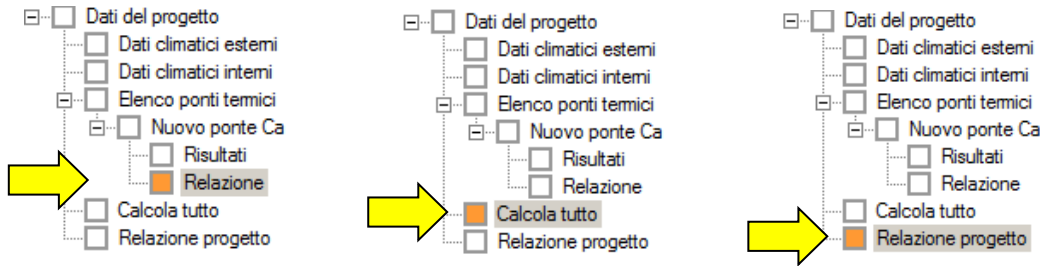 Dati del progetto
Dati climatici esterni
Dati climatici interni
Elenco ponti termici
Nuovo ponte Ca
Risultati
Relazione
Calcola tutto
Relazione progetto
Dati del progetto
Dati climatici esterni
Dati climatici interni
Elenco ponti termici
Nuovo ponte Ca
Risultati
Relazione
Calcola tutto
Relazione progetto
Dati del progetto
Dati climatici esterni
Dati climatici interni
Elenco ponti termici
Nuovo ponte Ca
Risultati
Relazione
Calcola tutto
Relazione progetto